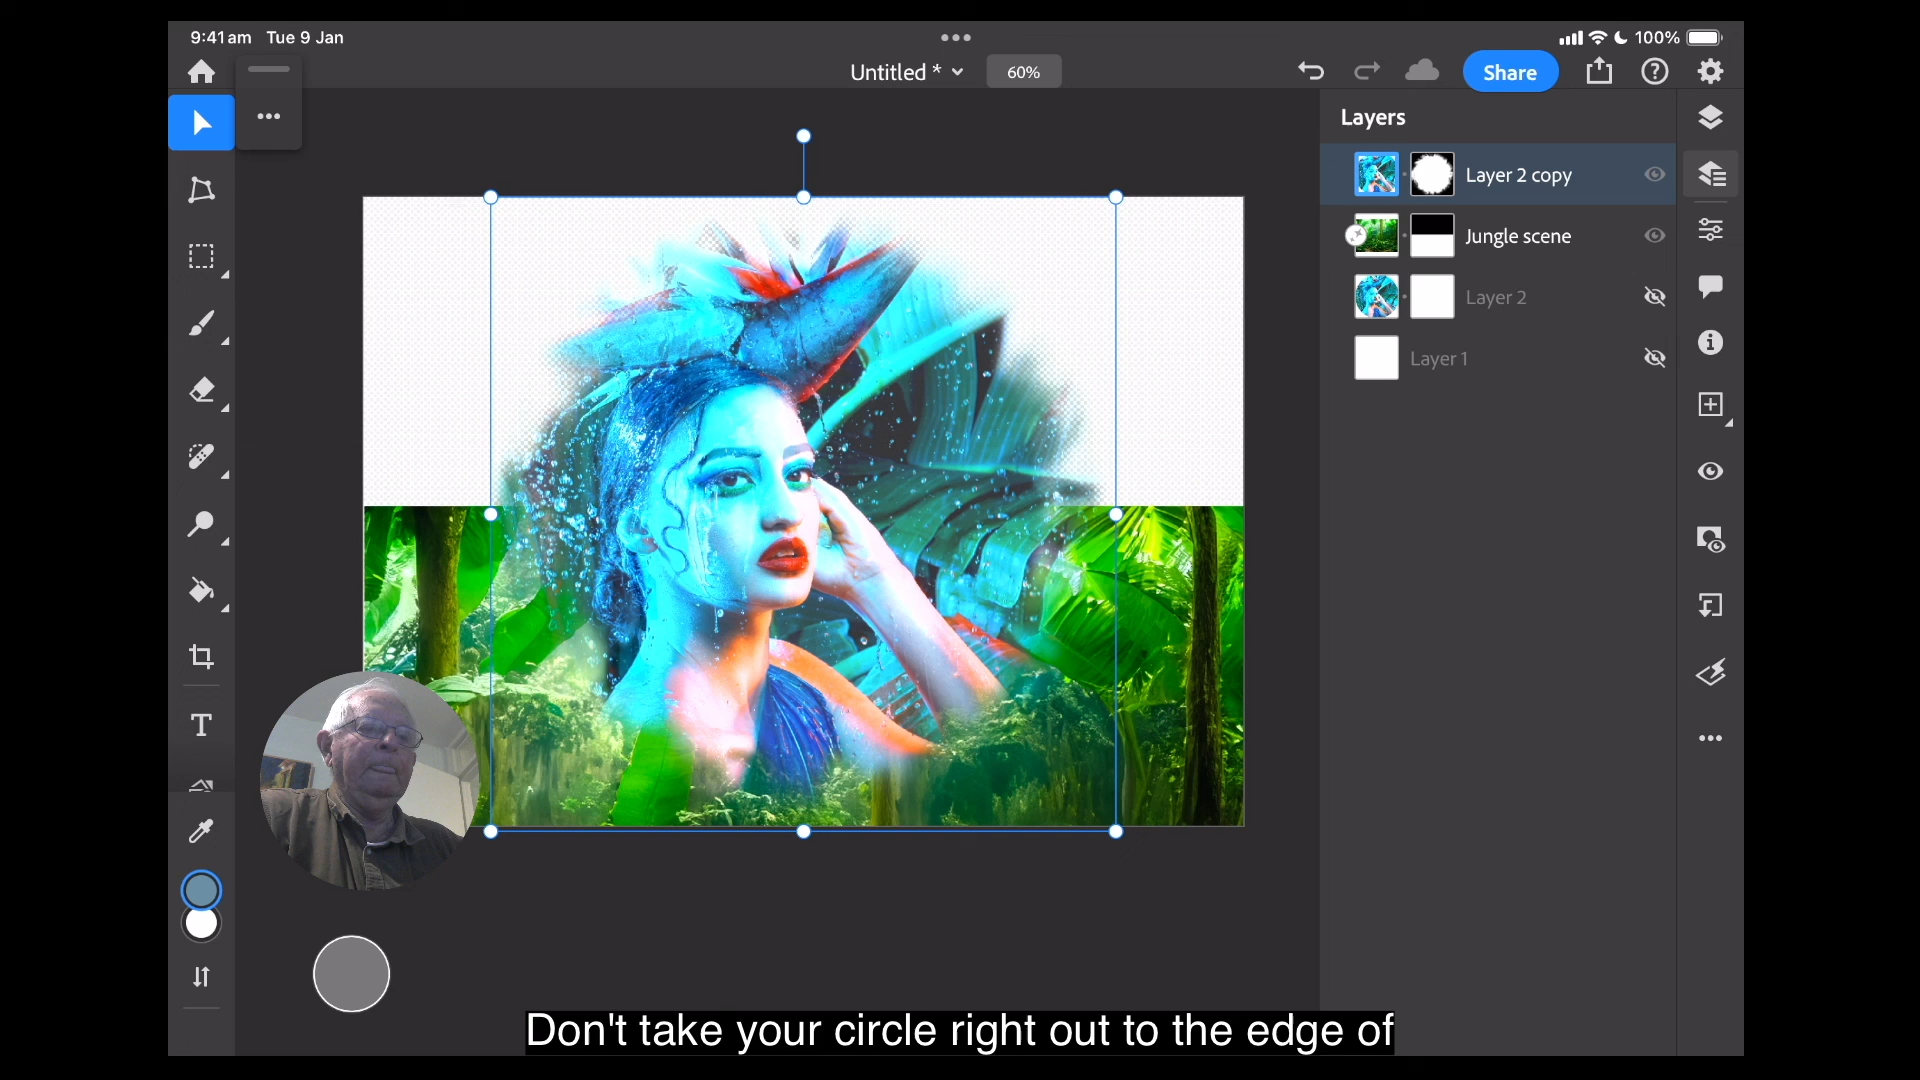 9:41am Tue 9 Jan
100%
Untitled *
60%
Share
Layers
Layer 2 copy
Jungle scene
Layer 2
Layer 1
T
Don't take your circle right out to the edge of